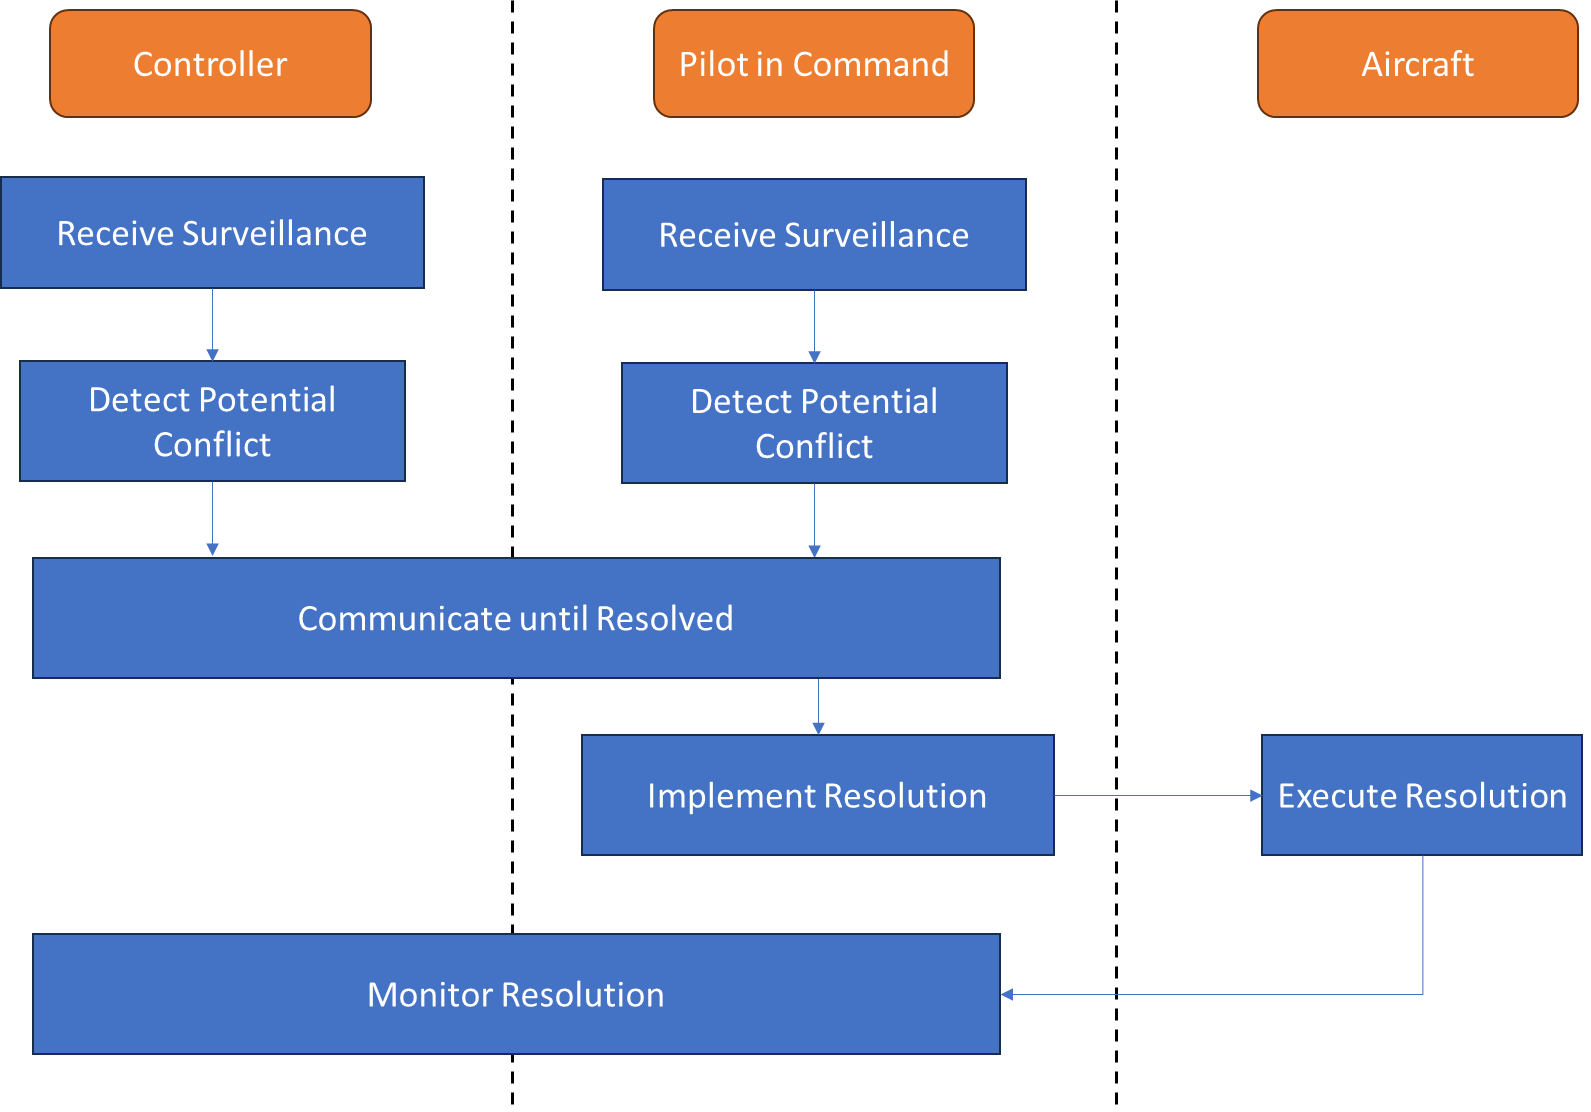 Controller
Pilot in Command
Aircraft
Receive Surveillance
Receive Surveillance
Detect Potential
Conflict
Detect Potential
Conflict
Communicate until Resolved
Implement Resolution
Execute Resolution
Monitor Resolution